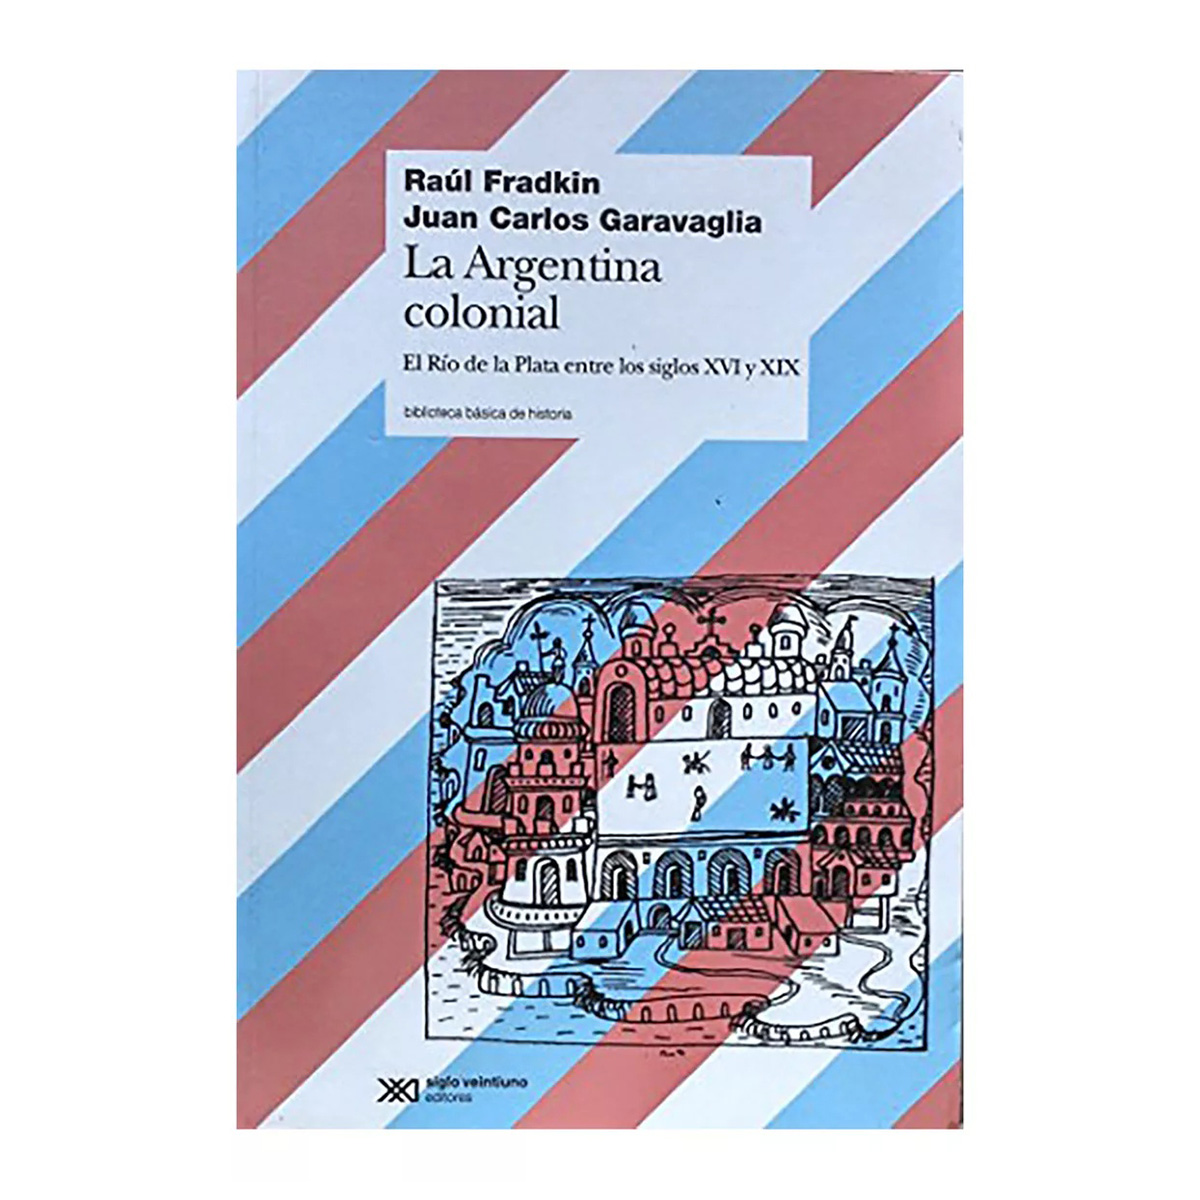 Raúl Fradkin
Juan Carlos Garavaglia
La Argentina
colonial
El Río de la Plata entre los siglos XVI y XIX
biblioteca básica de historia
siglo veintiuno
editores